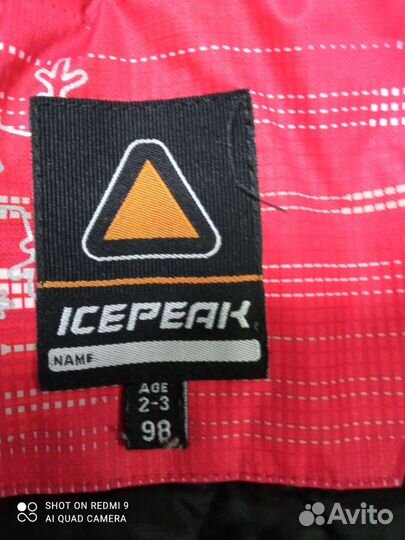 ICEPEAK
NAME
AGE
2-3
98
SHOT ON REDMI 9
AI QUAD CAMERA
Avito